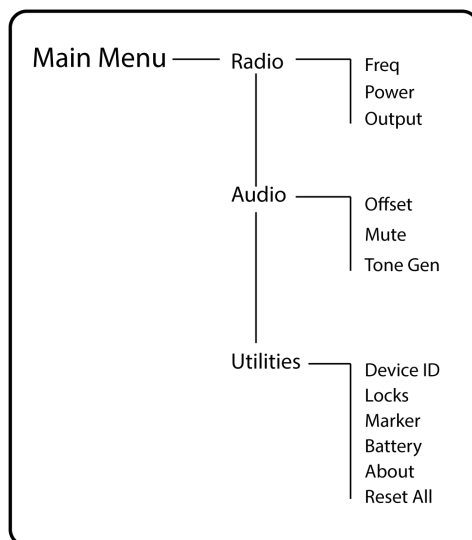 Main Menu
Radio
Freq
Power
Output
Audio
Offset
Mute
Tone Gen
Utilities
Device ID
Locks
Marker
Battery
About
Reset All